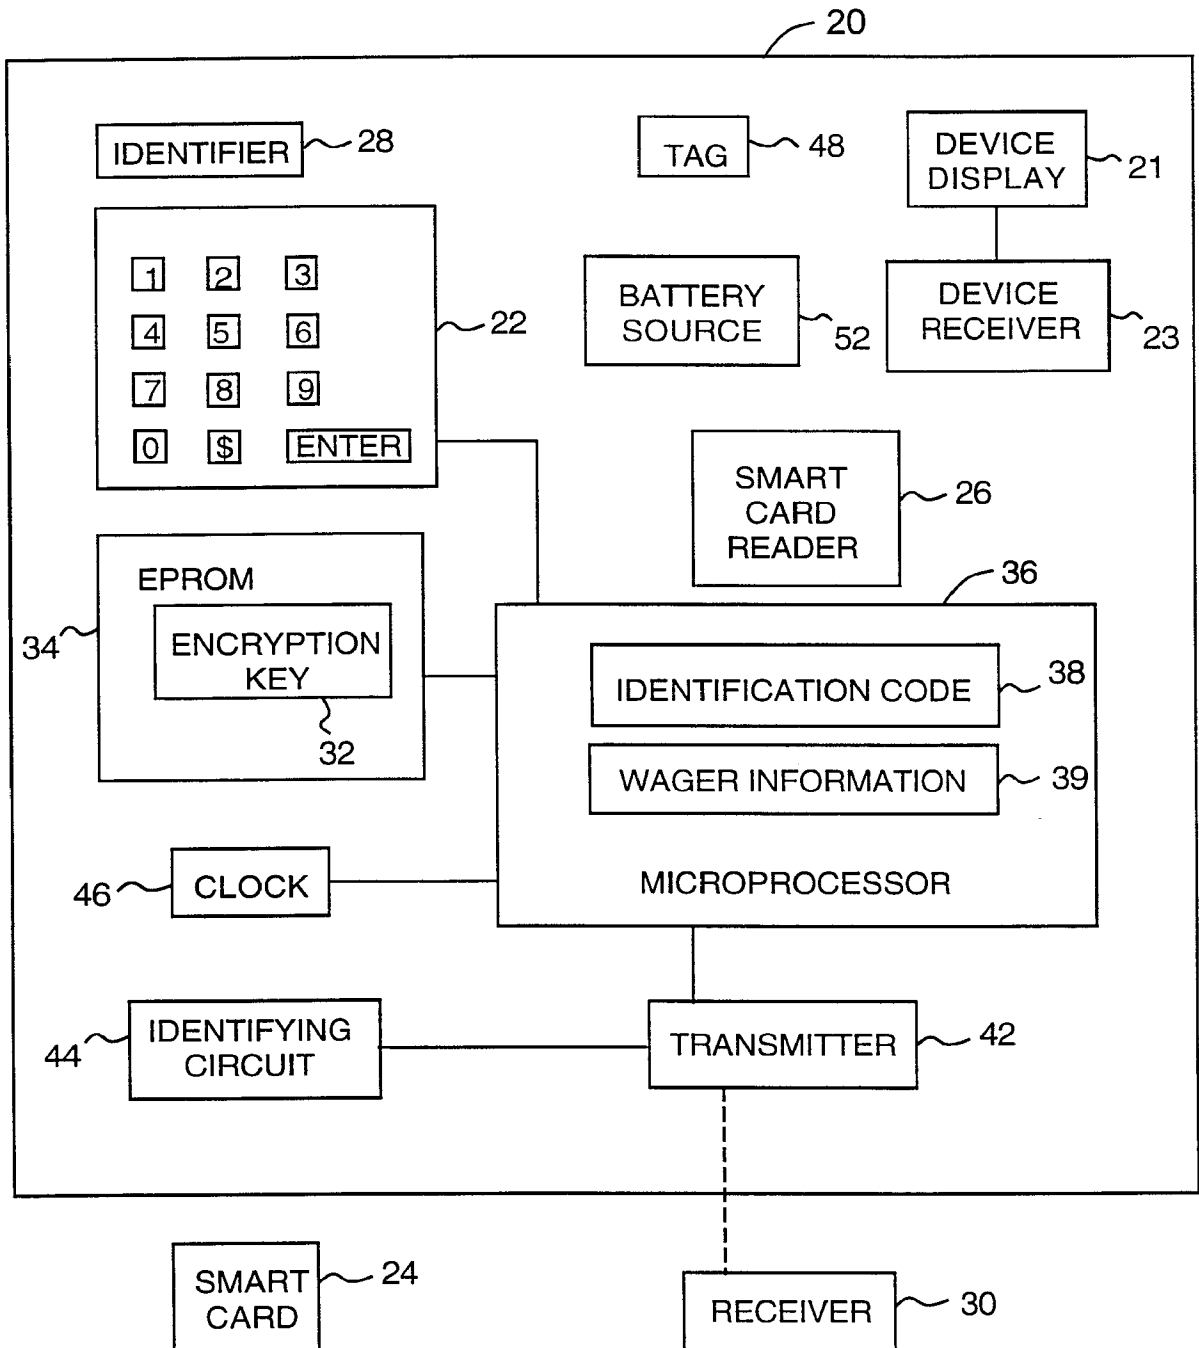 20
IDENTIFIER 28
TAG 48
DEVICE
DISPLAY 21
1 2 3
4 5 6
7 8 9
0 $ ENTER
22
BATTERY
SOURCE 52
DEVICE
RECEIVER 23
SMART
CARD
READER
26
EPROM
ENCRYPTION
KEY
34
32
36
IDENTIFICATION CODE 38
WAGER INFORMATION 39
MICROPROCESSOR
46 CLOCK
44 IDENTIFYING
CIRCUIT
TRANSMITTER 42
SMART
CARD
24
RECEIVER 30